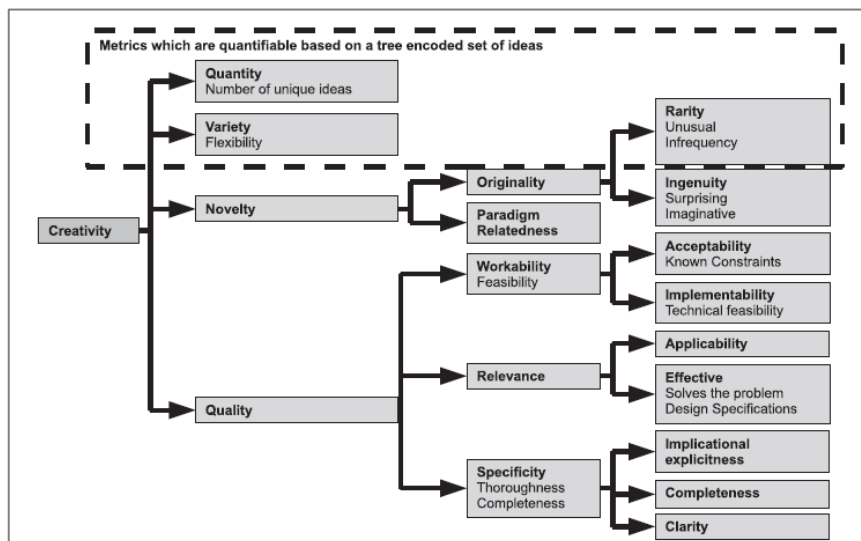 Metrics which are quantifiable based on a tree encoded set of ideas
Quantity
Number of unique ideas
Variety
Flexibility
Rarity
Unusual
Infrequency
Originality
Ingenuity
Surprising
Imaginative
Novelty
Paradigm
Relatedness
Creativity
Workability
Feasibility
Acceptability
Known Constraints
Implementability
Technical feasibility
Applicability
Relevance
Effective
Solves the problem
Design Specifications
Quality
Implicational
explicitness
Specificity
Thoroughness
Completeness
Completeness
Clarity